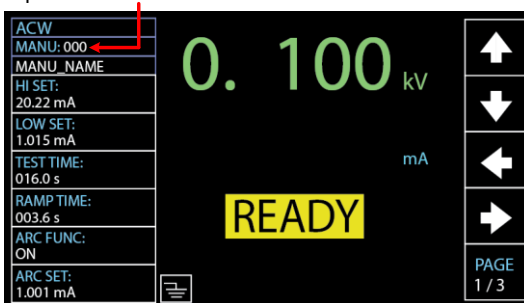 ACW
MANU: 000
MANU_NAME
HI SET:
20.22 mA
LOW SET:
1.015 mA
TEST TIME:
016.0 s
RAMP TIME:
003.6 s
ARC FUNC:
ON
ARC SET:
1.001 mA
0. 100 kV
mA
READY
PAGE
1 / 3